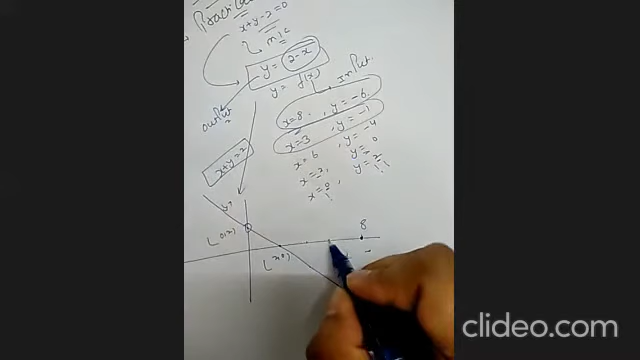 Practical
x+y-2=0
m,c
y = 2-x
y = f(x)
Input
output
x=8, y=-6
x=3, y=-1
x=6, y=-4
x=2, y=0
x=0, y=2
x+y=2
8
(0,2)
(2,0)
clideo.com